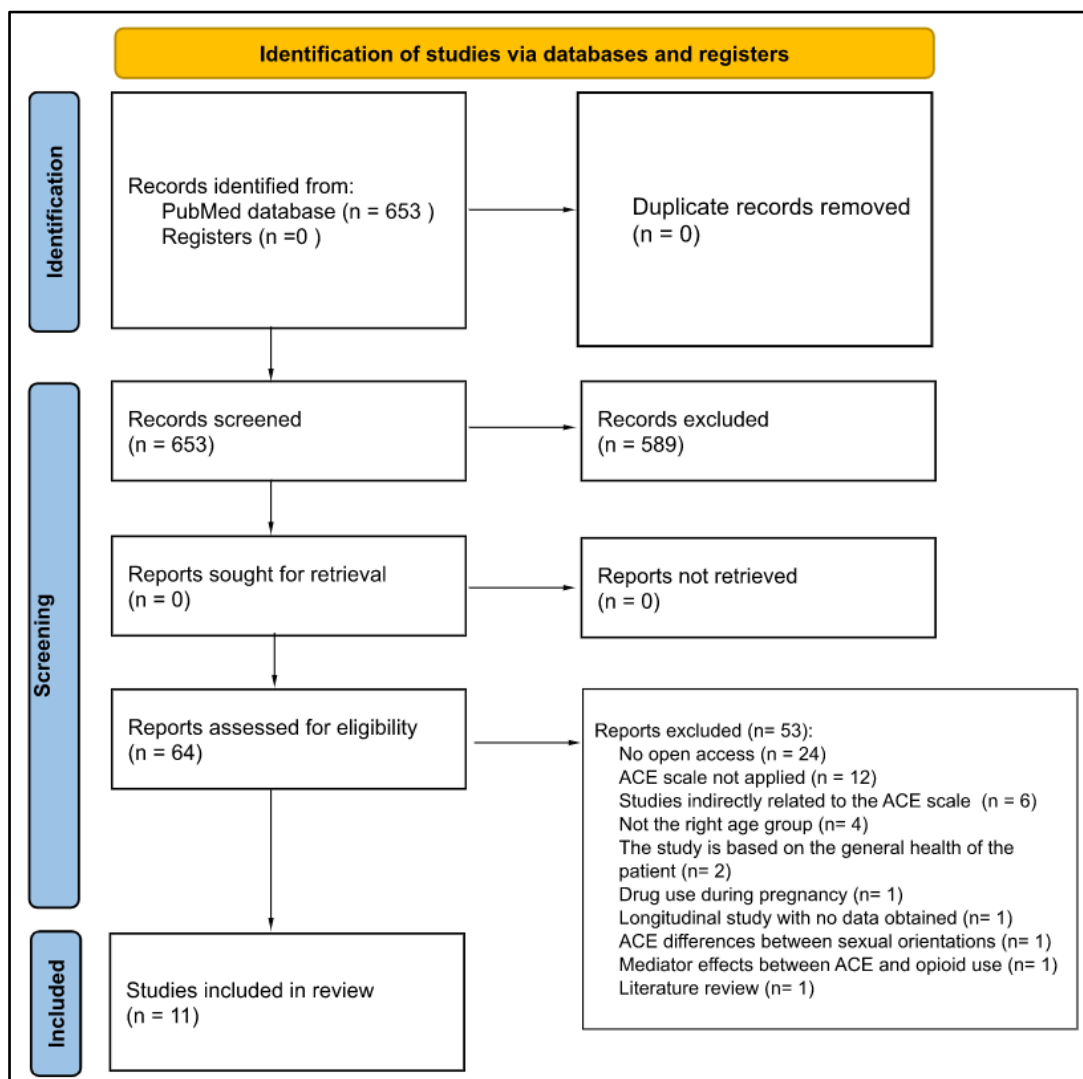 Identification of studies via databases and registers
Identification
Records identified from:
PubMed database (n = 653 )
Registers (n =0 )
Duplicate records removed
(n = 0)
Screening
Records screened
(n = 653)
Records excluded
(n = 589)
Reports sought for retrieval
(n = 0)
Reports not retrieved
(n = 0)
Reports assessed for eligibility
(n = 64)
Reports excluded (n= 53):
No open access (n = 24)
ACE scale not applied (n = 12)
Studies indirectly related to the ACE scale (n = 6)
Not the right age group (n= 4)
The study is based on the general health of the
patient (n= 2)
Drug use during pregnancy (n= 1)
Longitudinal study with no data obtained (n= 1)
ACE differences between sexual orientations (n= 1)
Mediator effects between ACE and opioid use (n= 1)
Literature review (n= 1)
Included
Studies included in review
(n = 11)